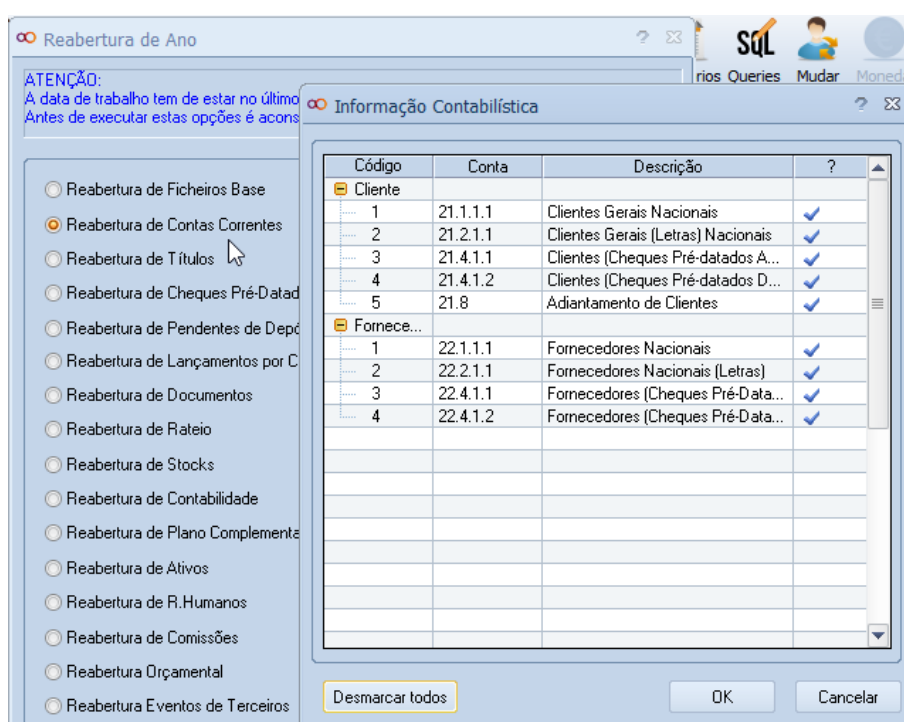 Reabertura de Ano
SQL
rios Queries Mudar Moned
ATENÇÃO:
A data de trabalho tem de estar no último
Antes de executar estas opções é acons
Reabertura de Ficheiros Base
Reabertura de Contas Correntes
Reabertura de Títulos
Reabertura de Cheques Pré-Datad
Reabertura de Pendentes de Depó
Reabertura de Lançamentos por C
Reabertura de Documentos
Reabertura de Rateio
Reabertura de Stocks
Reabertura de Contabilidade
Reabertura de Plano Complementa
Reabertura de Ativos
Reabertura de R.Humanos
Reabertura de Comissões
Reabertura Orçamental
Reabertura Eventos de Terceiros
Informação Contabilística
Código Conta Descrição ?
Cliente
1 21.1.1.1 Clientes Gerais Nacionais
2 21.2.1.1 Clientes Gerais (Letras) Nacionais
3 21.4.1.1 Clientes (Cheques Pré-datados A...
4 21.4.1.2 Clientes (Cheques Pré-datados D...
5 21.8 Adiantamento de Clientes
Fornece...
1 22.1.1.1 Fornecedores Nacionais
2 22.2.1.1 Fornecedores Nacionais (Letras)
3 22.4.1.1 Fornecedores (Cheques Pré-Data...
4 22.4.1.2 Fornecedores (Cheques Pré-Data...
Desmarcar todos OK Cancelar